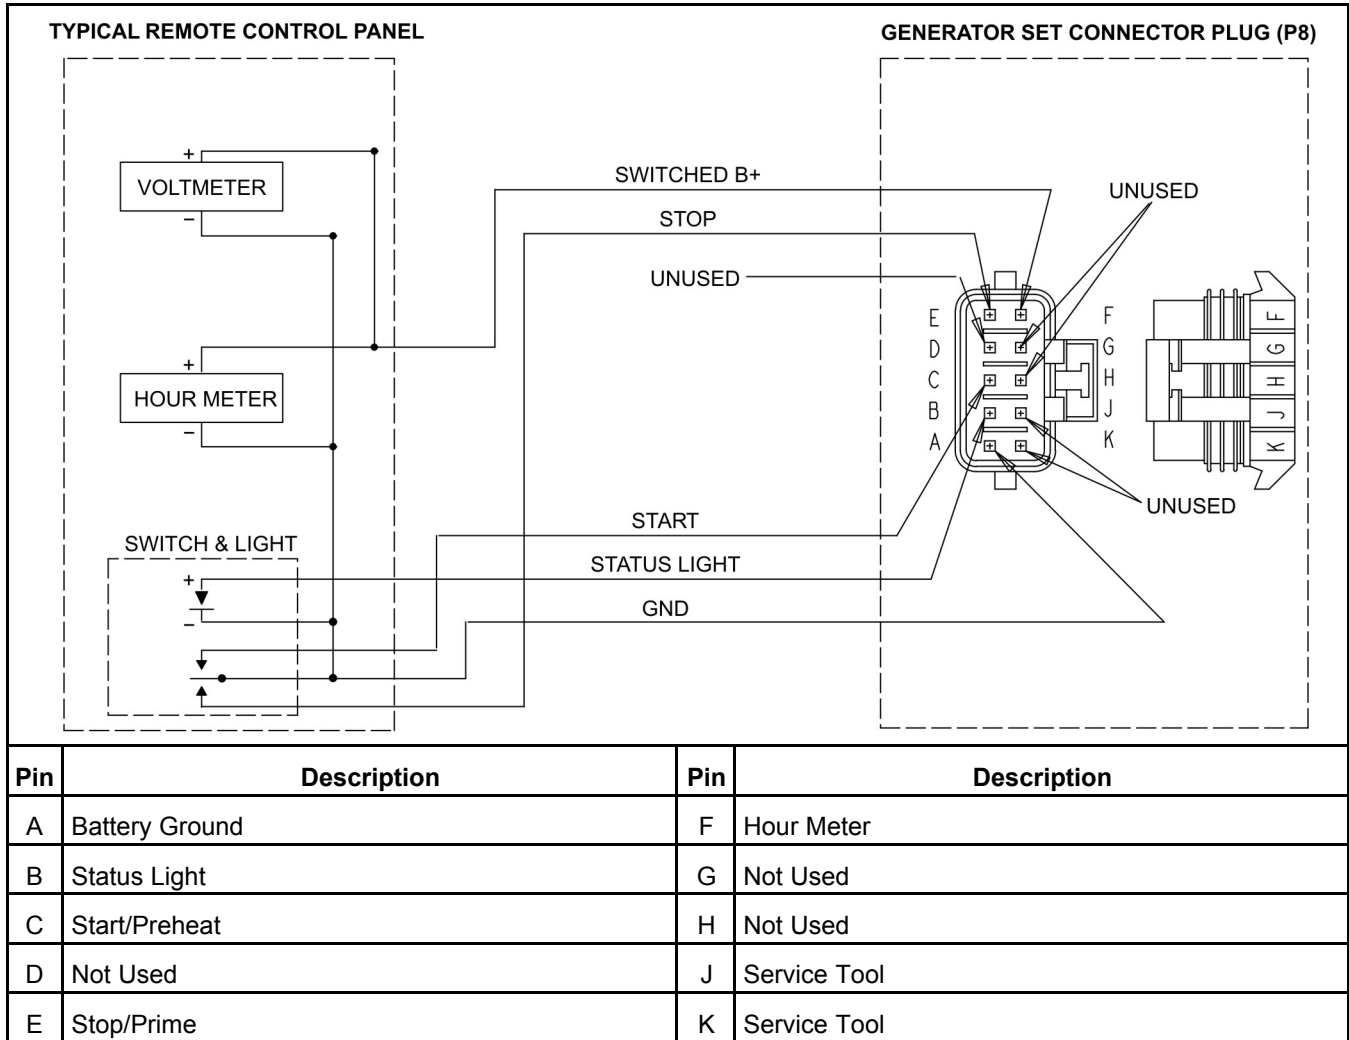 TYPICAL REMOTE CONTROL PANEL
GENERATOR SET CONNECTOR PLUG (P8)
+
VOLTMETER
−
SWITCHED B+
STOP
UNUSED
UNUSED
+
HOUR METER
−
E
D
C
B
A
F
G
H
J
K
F
G
H
J
K
UNUSED
START
SWITCH & LIGHT
STATUS LIGHT
+
−
GND
Pin Description Pin Description
A Battery Ground F Hour Meter
B Status Light G Not Used
C Start/Preheat H Not Used
D Not Used J Service Tool
E Stop/Prime K Service Tool